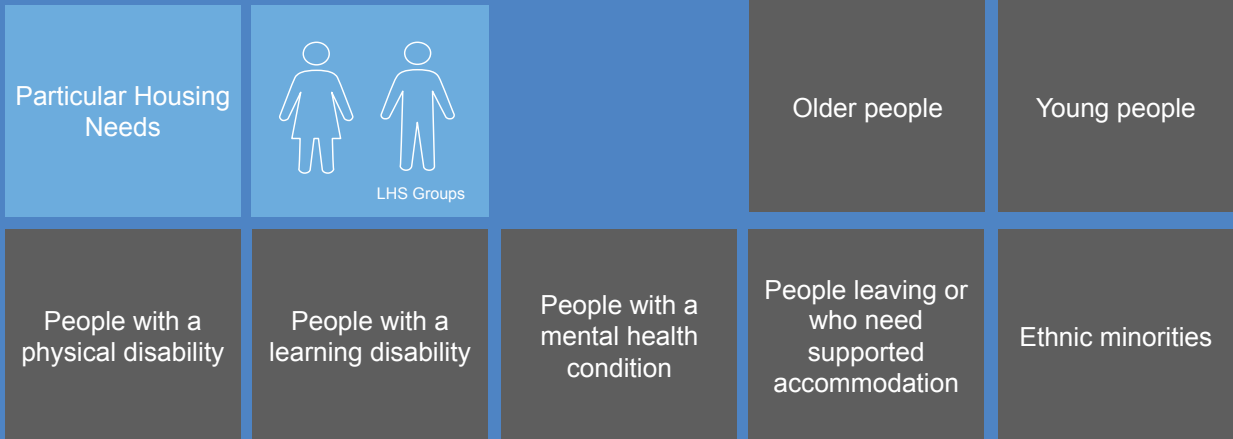 Particular Housing
Needs
LHS Groups
Older people
Young people
People with a
physical disability
People with a
learning disability
People with a
mental health
condition
People leaving or
who need
supported
accommodation
Ethnic minorities